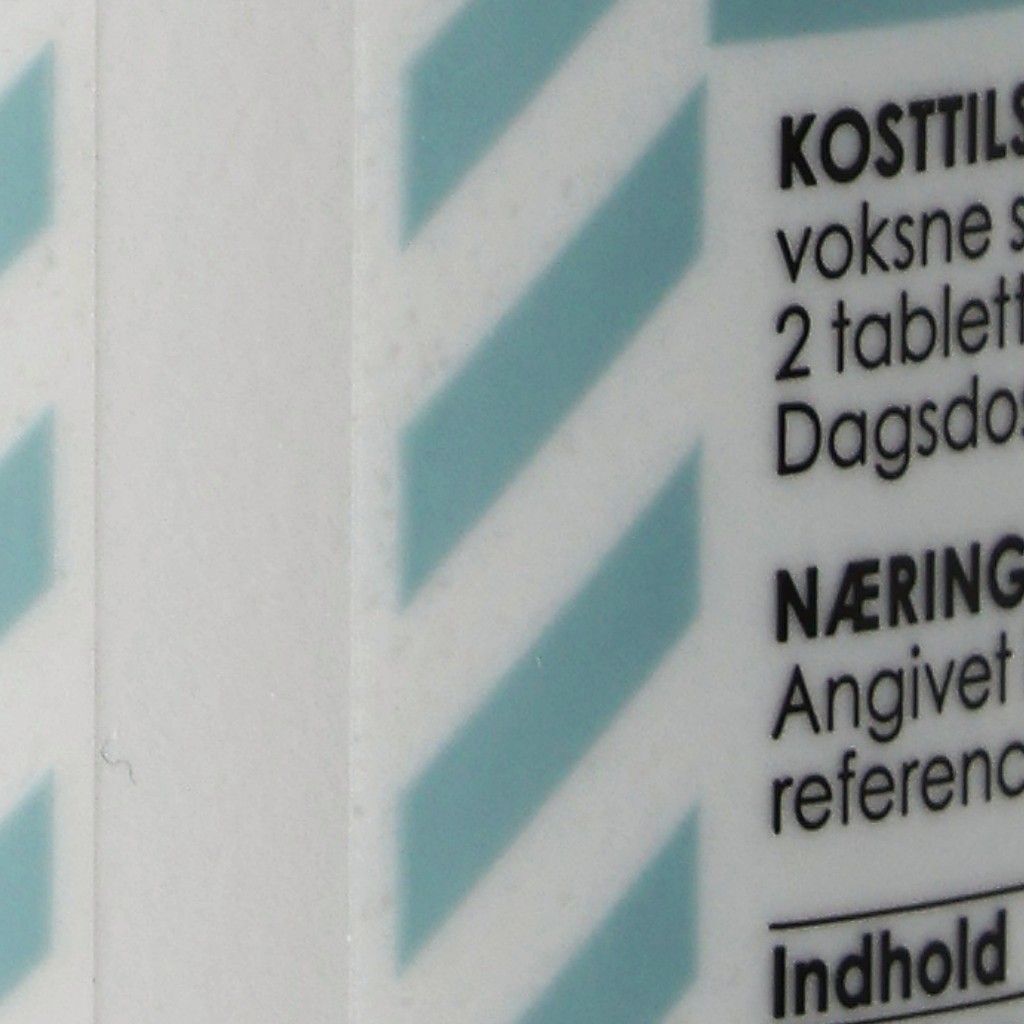 KOSTTILS
voksne s
2 tablett
Dagsdos
NÆRING
Angivet
referenc
Indhold